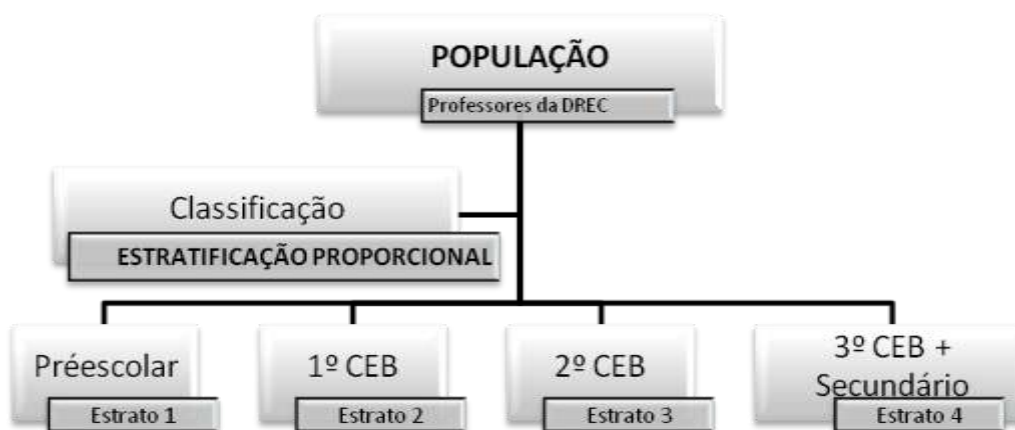 POPULAÇÃO
Professores da DREC
Classificação
ESTRATIFICAÇÃO PROPORCIONAL
Préescolar
Estrato 1
1º CEB
Estrato 2
2º CEB
Estrato 3
3º CEB +
Secundário
Estrato 4